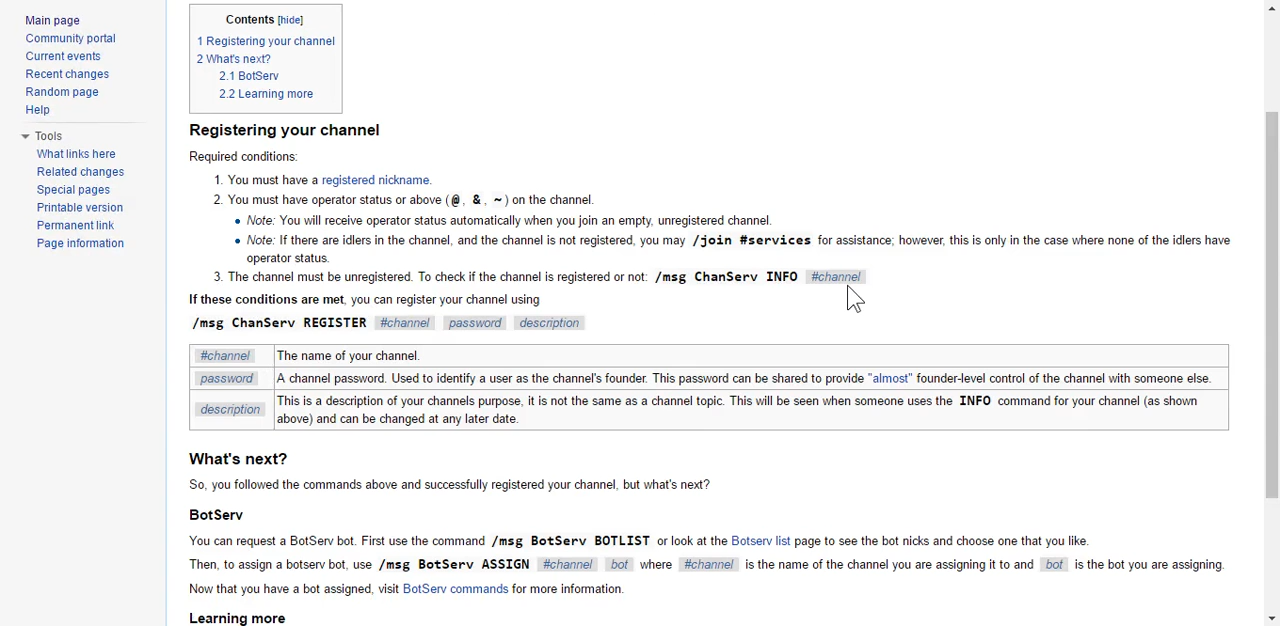 Main page
Community portal
Current events
Recent changes
Random page
Help
Tools
What links here
Related changes
Special pages
Printable version
Permanent link
Page information
Contents [hide]
1 Registering your channel
2 What's next?
2.1 BotServ
2.2 Learning more
Registering your channel
Required conditions:
1. You must have a registered nickname.
2. You must have operator status or above (@, &, ~) on the channel.
Note: You will receive operator status automatically when you join an empty, unregistered channel.
Note: If there are idlers in the channel, and the channel is not registered, you may /join #services for assistance; however, this is only in the case where none of the idlers have
operator status.
3. The channel must be unregistered. To check if the channel is registered or not: /msg ChanServ INFO #channel
If these conditions are met, you can register your channel using
/msg ChanServ REGISTER #channel password description
#channel The name of your channel.
password A channel password. Used to identify a user as the channel's founder. This password can be shared to provide "almost" founder-level control of the channel with someone else.
description This is a description of your channels purpose, it is not the same as a channel topic. This will be seen when someone uses the INFO command for your channel (as shown
above) and can be changed at any later date.
What's next?
So, you followed the commands above and successfully registered your channel, but what's next?
BotServ
You can request a BotServ bot. First use the command /msg BotServ BOTLIST or look at the Botserv list page to see the bot nicks and choose one that you like.
Then, to assign a botserv bot, use /msg BotServ ASSIGN #channel bot where #channel is the name of the channel you are assigning it to and bot is the bot you are assigning.
Now that you have a bot assigned, visit BotServ commands for more information.
Learning more